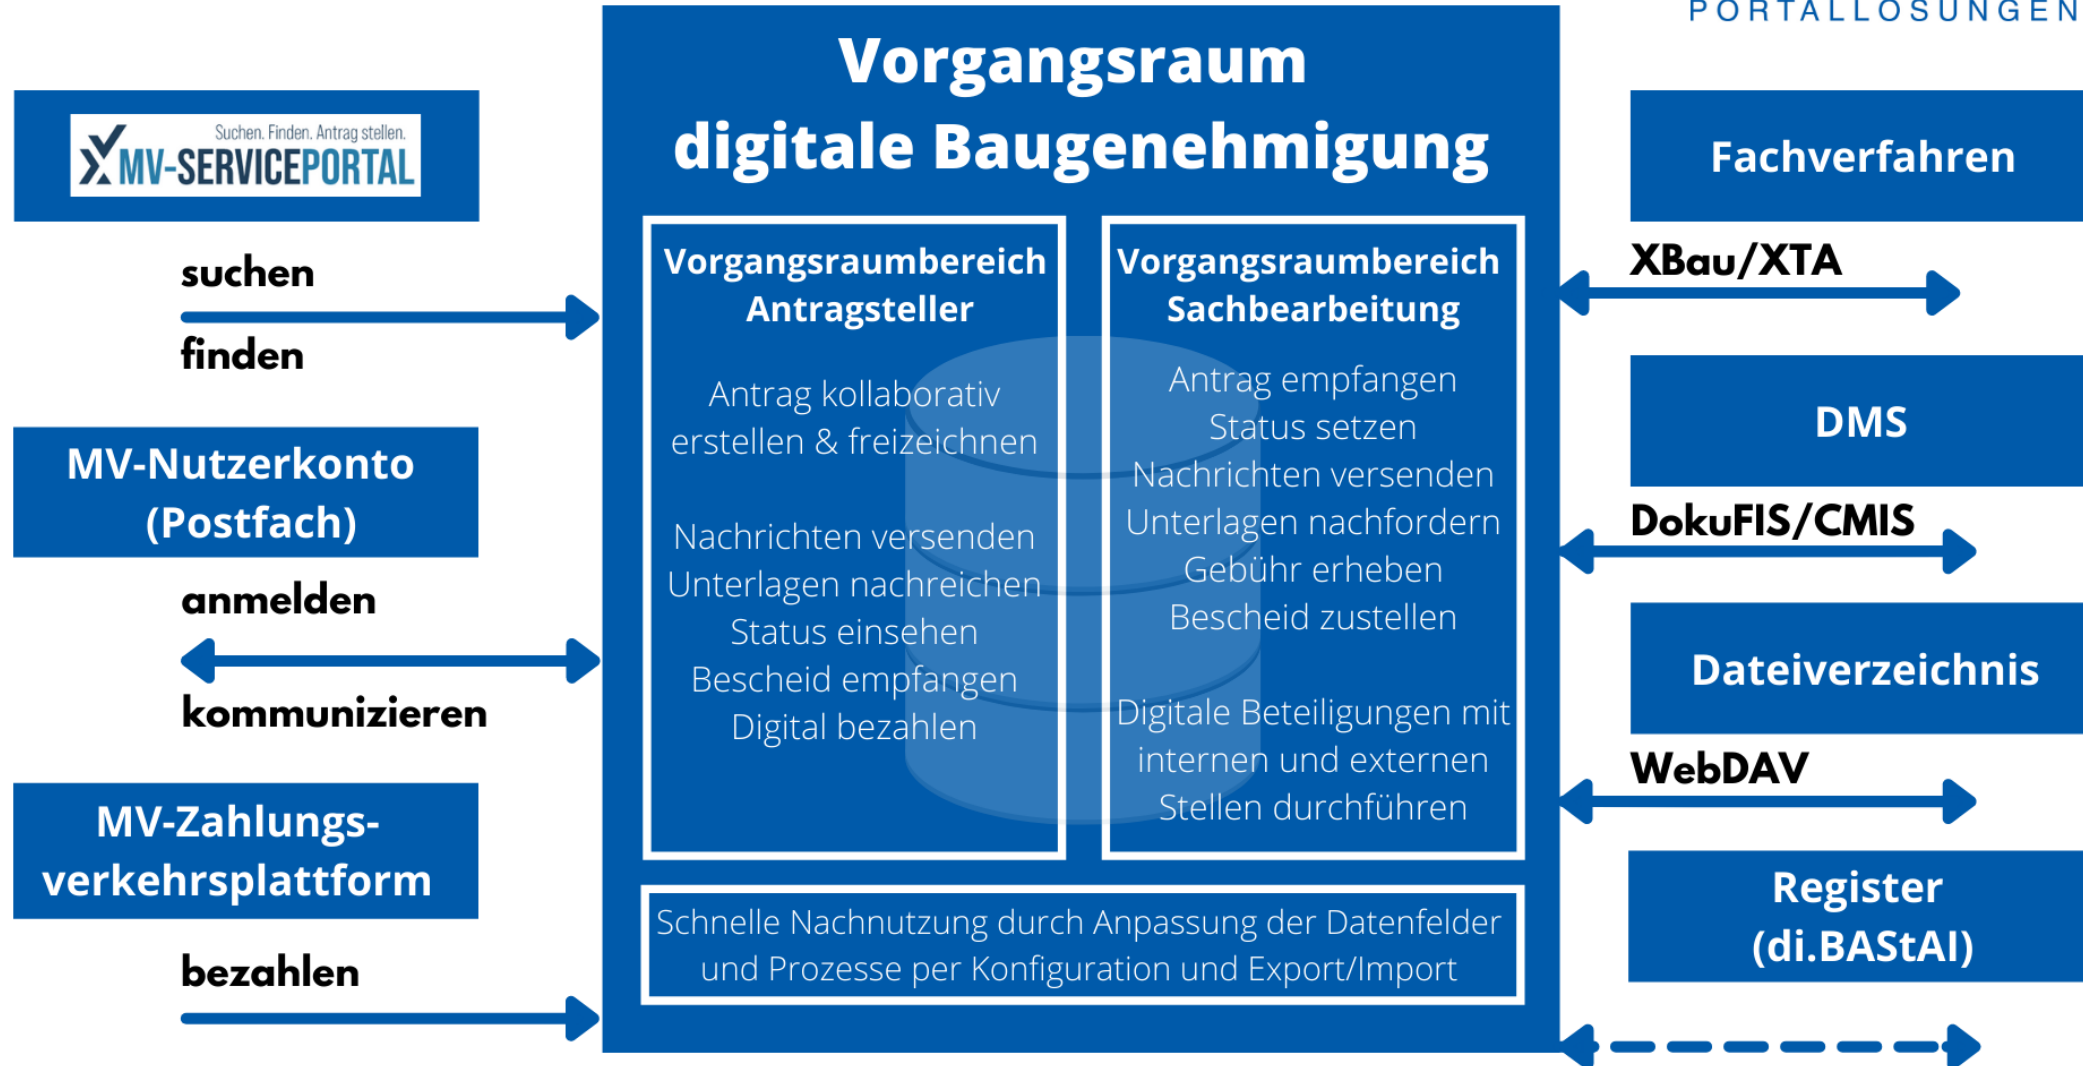 PORTALLÖSUNGEN
Suchen. Finden. Antrag stellen.
MV-SERVICEPORTAL
suchen
finden
MV-Nutzerkonto
(Postfach)
anmelden
kommunizieren
MV-Zahlungs-
verkehrsplattform
bezahlen
Vorgangsraum
digitale Baugenehmigung
Vorgangsraumbereich
Antragsteller
Antrag kollaborativ
erstellen & freizeichnen
Nachrichten versenden
Unterlagen nachreichen
Status einsehen
Bescheid empfangen
Digital bezahlen
Vorgangsraumbereich
Sachbearbeitung
Antrag empfangen
Status setzen
Nachrichten versenden
Unterlagen nachfordern
Gebühr erheben
Bescheid zustellen
Digitale Beteiligungen mit
internen und externen
Stellen durchführen
Schnelle Nachnutzung durch Anpassung der Datenfelder
und Prozesse per Konfiguration und Export/Import
Fachverfahren
XBau/XTA
DMS
DokuFIS/CMIS
Dateiverzeichnis
WebDAV
Register
(di.BAStAI)